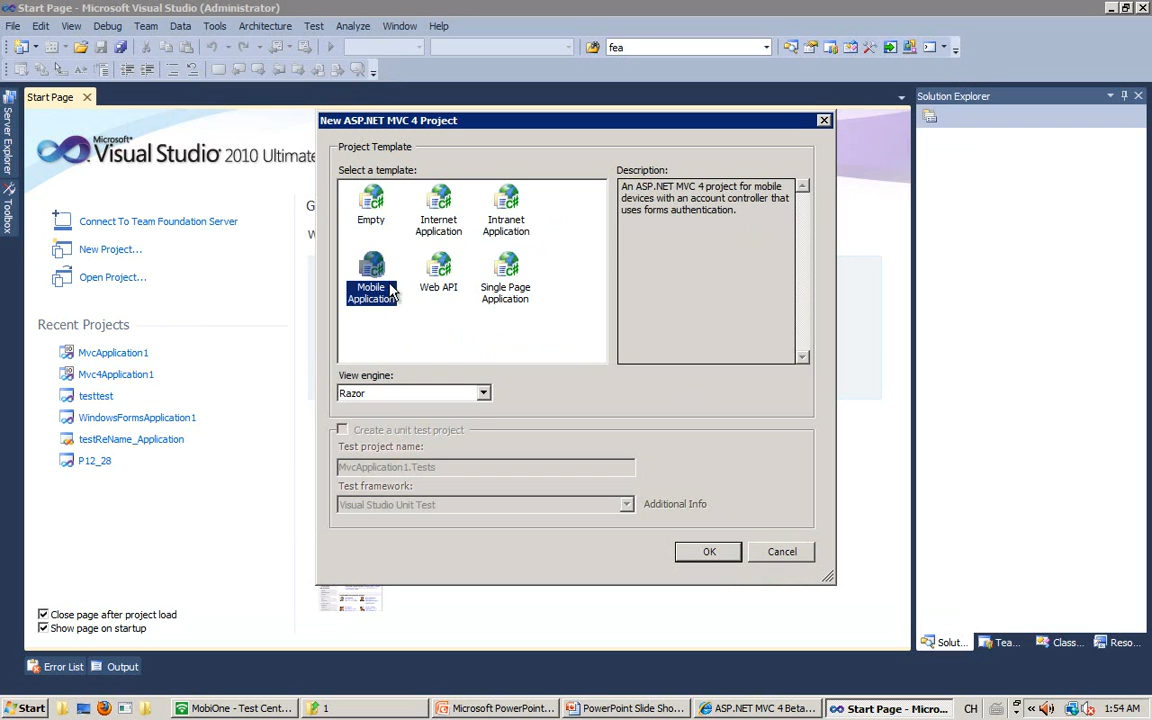 Start Page - Microsoft Visual Studio (Administrator)
File Edit View Debug Team Data Tools Architecture Test Analyze Window Help
fea
Start Page
Solution Explorer
Server Explorer
Toolbox
Microsoft
Visual Studio 2010 Ultimate
Connect To Team Foundation Server
New Project...
Open Project...
Recent Projects
MvcApplication1
Mvc4Application1
testtest
WindowsFormsApplication1
testReName_Application
P12_28
Close page after project load
Show page on startup
New ASP.NET MVC 4 Project
Project Template
Select a template:
Empty
Internet Application
Intranet Application
Mobile Application
Web API
Single Page Application
Description:
An ASP.NET MVC 4 project for mobile
devices with an account controller that
uses forms authentication.
View engine:
Razor
Create a unit test project
Test project name:
MvcApplication1.Tests
Test framework:
Visual Studio Unit Test
Additional Info
OK Cancel
Solut... Tea... Class... Reso...
Error List Output
Start MobiOne - Test Cent... 1 Microsoft PowerPoint... PowerPoint Slide Sho... ASP.NET MVC 4 Beta... Start Page - Micro... CH 1:54 AM